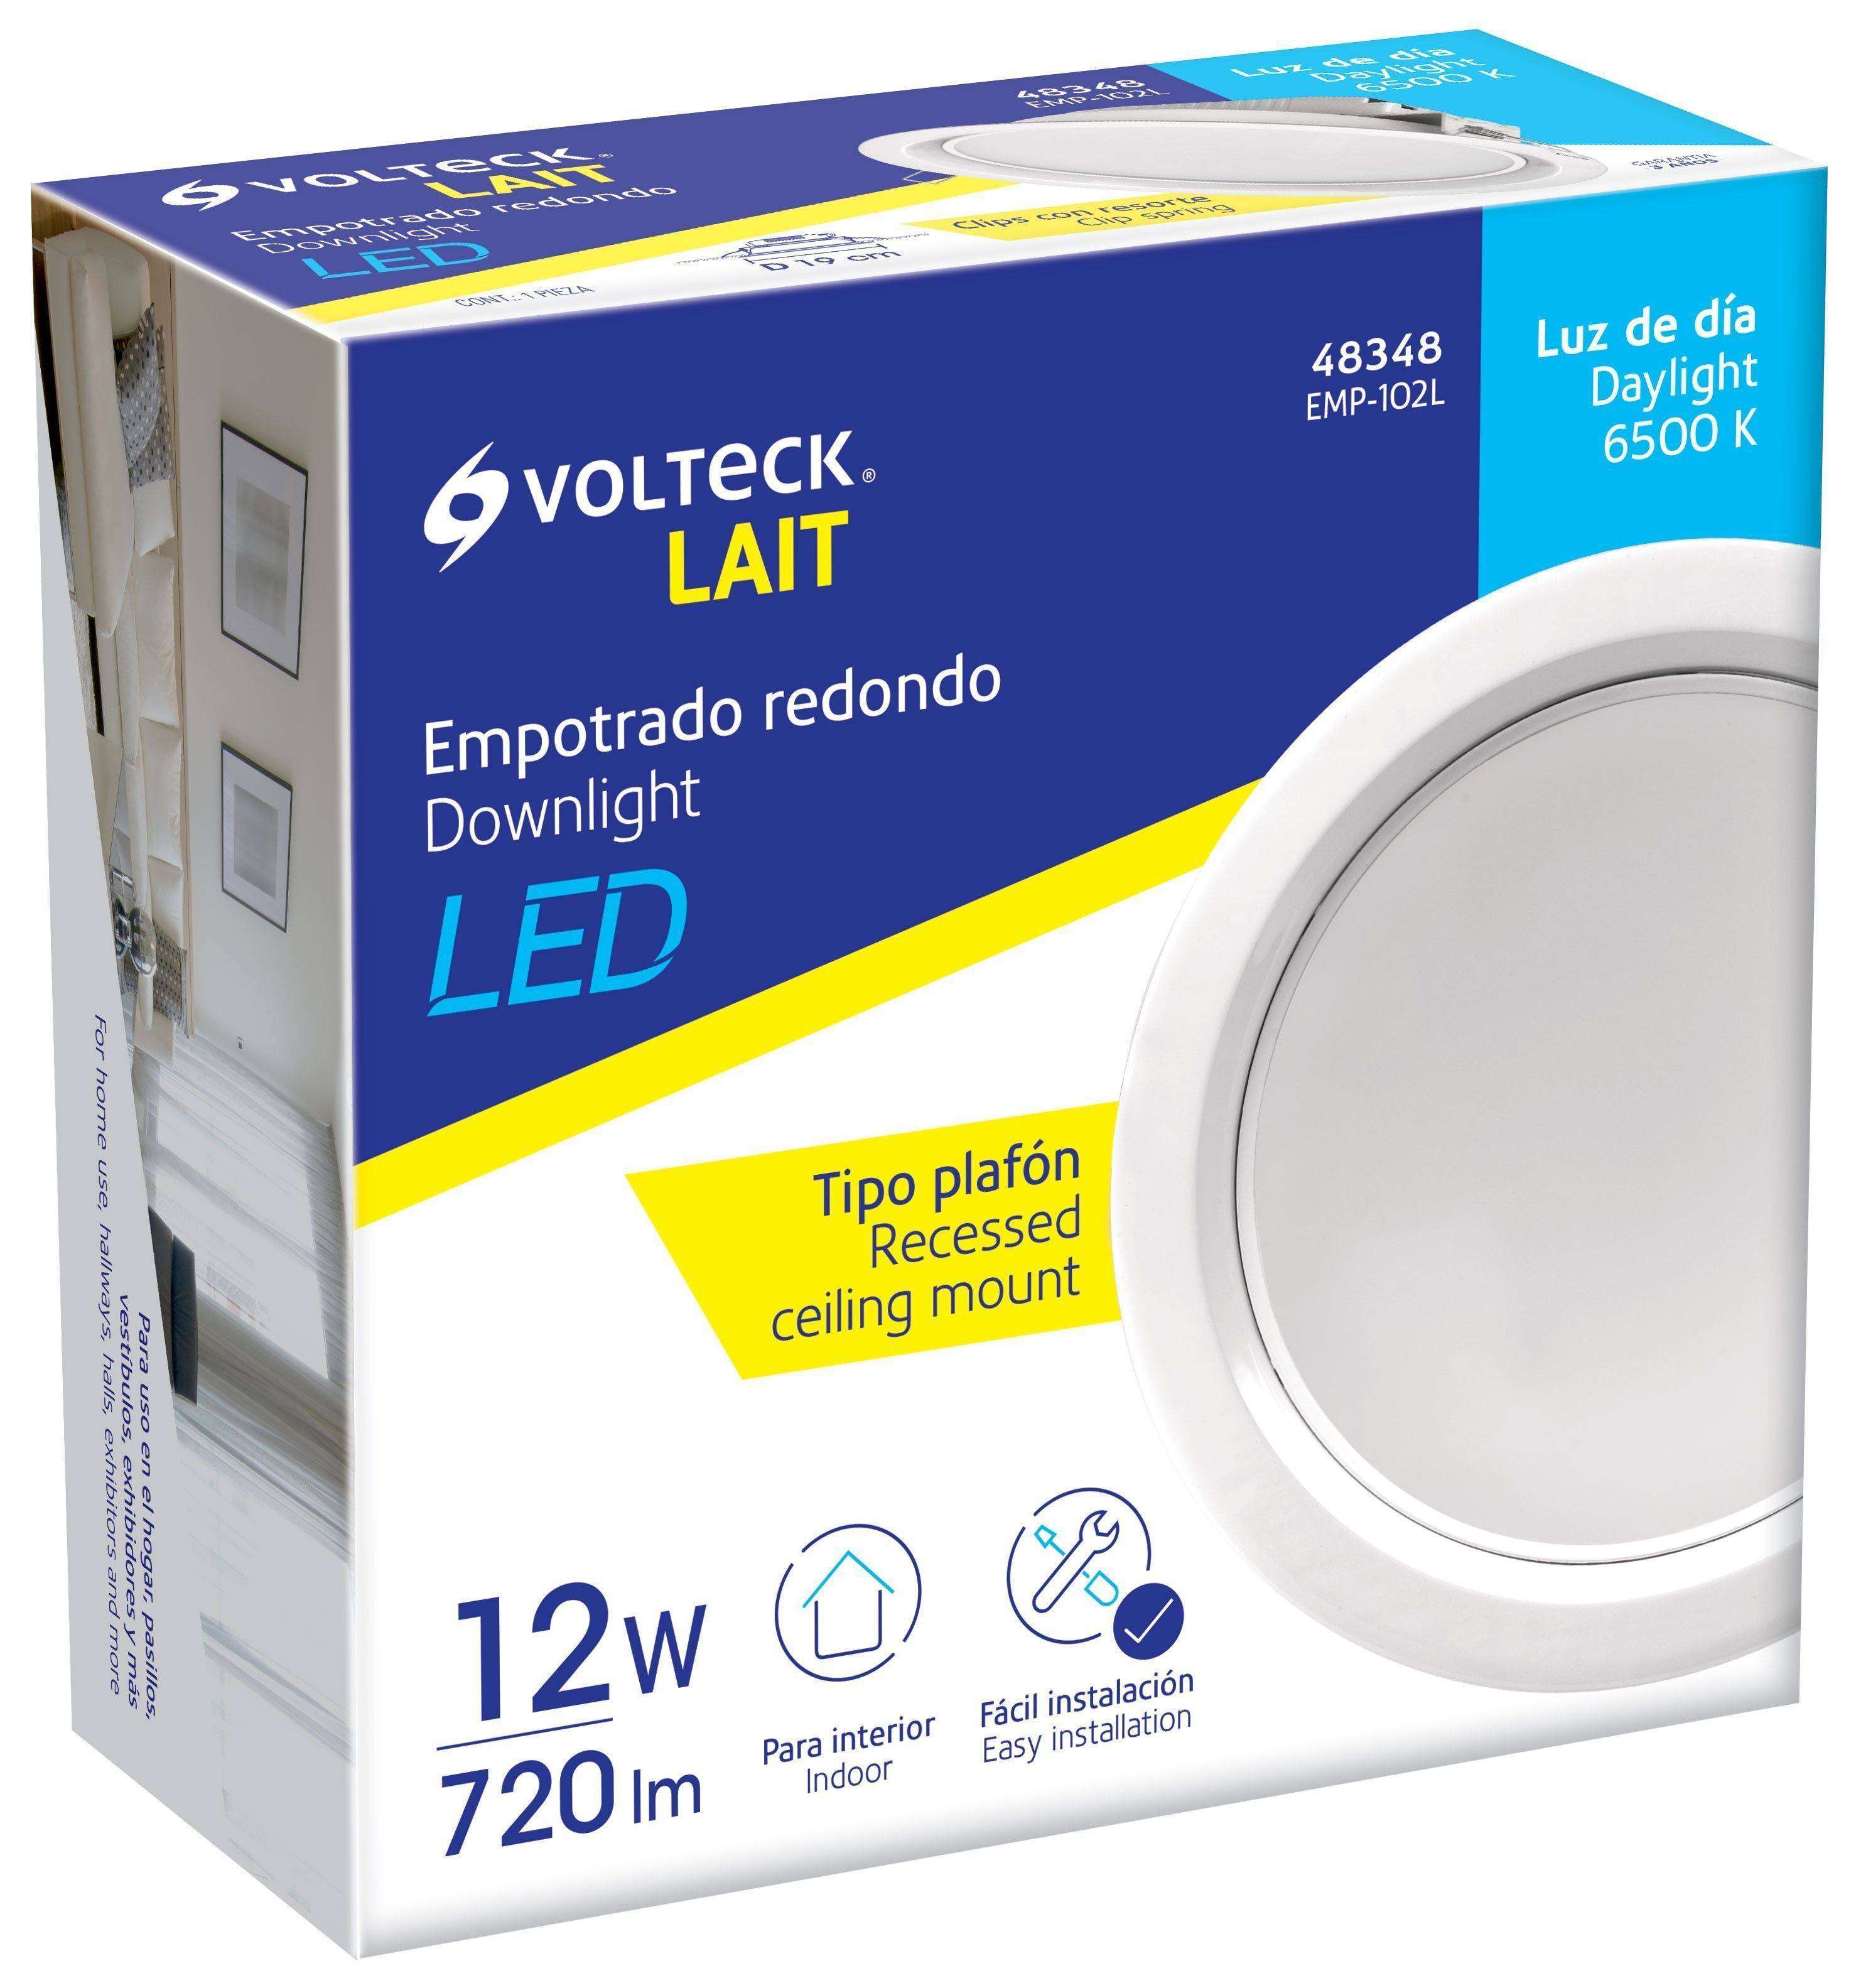 VOLTECK®
LAIT
Empotrado redondo
Downlight
LED
CONT.: 1 PIEZA
D 19 cm
Clips con resorte
Clip spring
48348
EMP-102L
Luz de día
Daylight
6500 K
GARANTÍA
3 AÑOS
VOLTECK®
LAIT
48348
EMP-102L
Luz de día
Daylight
6500 K
Empotrado redondo
Downlight
LED
Tipo plafón
Recessed
ceiling mount
12 W
720 lm
Para interior
Indoor
Fácil instalación
Easy installation
Para uso en el hogar, pasillos,
vestíbulos, exhibidores y más
For home use, hallways, halls, exhibitors and more